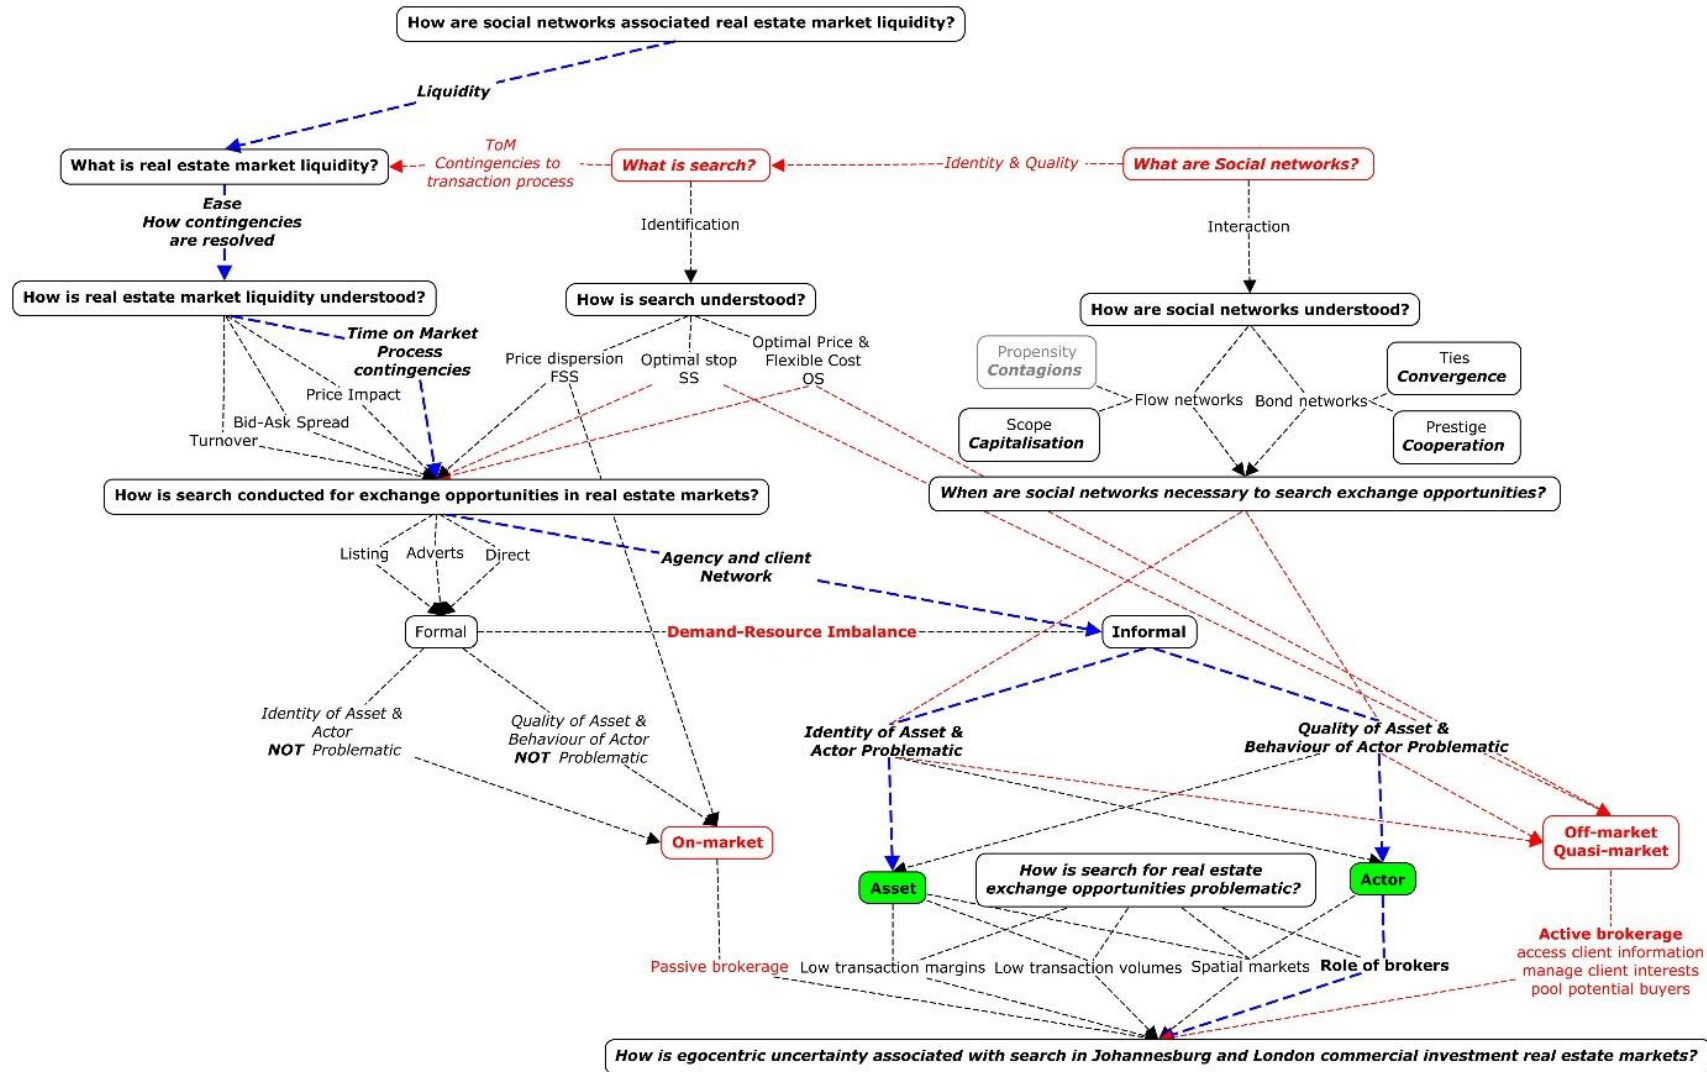 How are social networks associated real estate market liquidity?
Liquidity
What is real estate market liquidity?
ToM
Contingencies to
transaction process
What is search?
Identity & Quality
What are Social networks?
Ease
How contingencies
are resolved
Identification
Interaction
How is real estate market liquidity understood?
How is search understood?
How are social networks understood?
Time on Market
Process
contingencies
Price Impact
Bid-Ask Spread
Turnover
Price dispersion
FSS
Optimal stop
SS
Optimal Price &
Flexible Cost
OS
Propensity
Contagions
Scope
Capitalisation
Flow networks
Bond networks
Ties
Convergence
Prestige
Cooperation
How is search conducted for exchange opportunities in real estate markets?
When are social networks necessary to search exchange opportunities?
Listing
Adverts
Direct
Agency and client
Network
Formal
Demand-Resource Imbalance
Informal
Identity of Asset &
Actor
NOT Problematic
Quality of Asset &
Behaviour of Actor
NOT Problematic
Identity of Asset &
Actor Problematic
Quality of Asset &
Behaviour of Actor Problematic
On-market
Off-market
Quasi-market
Asset
How is search for real estate
exchange opportunities problematic?
Actor
Passive brokerage
Low transaction margins
Low transaction volumes
Spatial markets
Role of brokers
Active brokerage
access client information
manage client interests
pool potential buyers
How is egocentric uncertainty associated with search in Johannesburg and London commercial investment real estate markets?